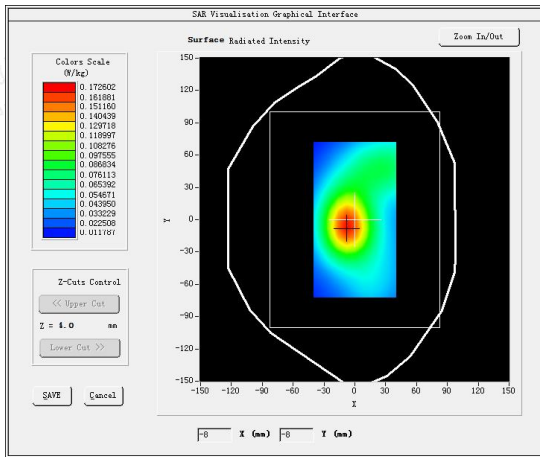 SAR Visualisation Graphical Interface
Surface Radiated Intensity
Zoom In/Out
Colors Scale
(W/kg)
0.172602
0.161881
0.151160
0.140439
0.129718
0.118997
0.108276
0.097555
0.086834
0.076113
0.065392
0.054671
0.043950
0.033229
0.022508
0.011787
150
120
90
60
30
0
-30
-60
-90
-120
-150
Y
-150 -120 -90 -60 -30 0 30 60 90 120 150
X
Z-Cuts Control
<< Upper Cut
Z = 4.0 mm
Lower Cut >>
SAVE Cancel
-8 X (mm) -8 Y (mm)